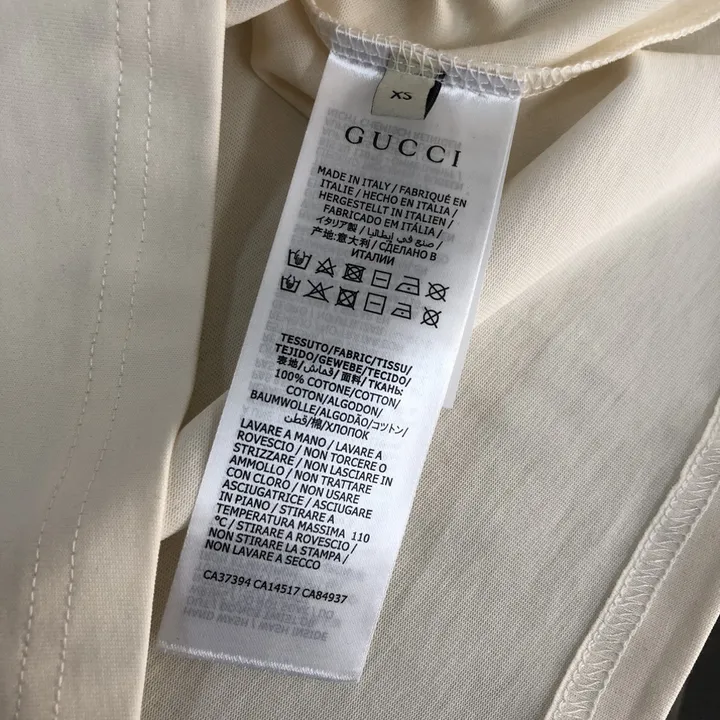 XS
GUCCI
MADE IN ITALY / FABRIQUÉ EN
ITALIE / HECHO EN ITALIA /
HERGESTELLT IN ITALIEN /
FABRICADO EM ITÁLIA /
イタリア製 / صنع في إيطاليا /
产地:意大利 / СДЕЛАНО В
ИТАЛИИ
TESSUTO/FABRIC/TISSU/
TEJIDO/GEWEBE/TECIDO/
表地/قماش/面料/ТКАНЬ:
100% COTONE/COTTON/
COTON/ALGODON/
BAUMWOLLE/ALGODÃO/コットン/
قطن/棉/ХЛОПОК
LAVARE A MANO / LAVARE A
ROVESCIO / NON TORCERE O
STRIZZARE / NON LASCIARE IN
AMMOLLO / NON TRATTARE
CON CLORO / NON USARE
ASCIUGATRICE / ASCIUGARE
IN PIANO / STIRARE A
TEMPERATURA MASSIMA 110
°C / STIRARE A ROVESCIO /
NON STIRARE LA STAMPA /
NON LAVARE A SECCO
CA37394 CA14517 CA84937
HAND WASH / WASH INSIDE